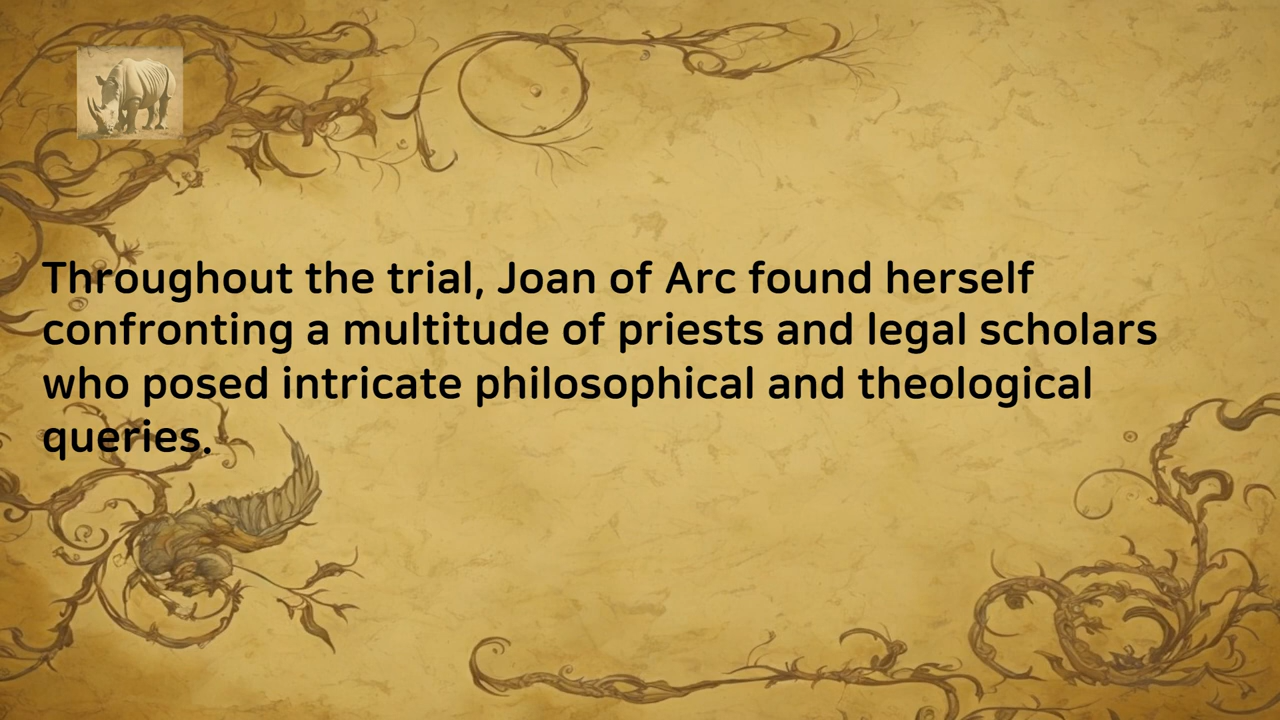 Throughout the trial, Joan of Arc found herself
confronting a multitude of priests and legal scholars
who posed intricate philosophical and theological
queries.